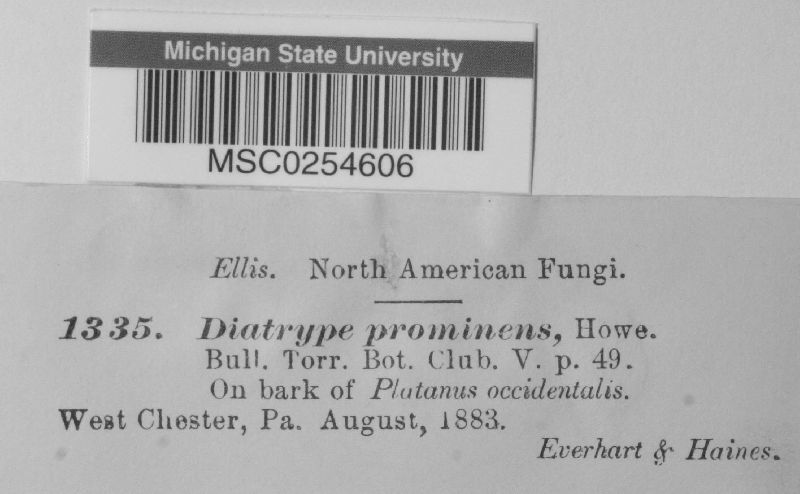 Michigan State University
MSC0254606
Ellis. North American Fungi.
1335. Diatrype prominens, Howe.
Bull. Torr. Bot. Club. V. p. 49.
On bark of Platanus occidentalis.
West Chester, Pa. August, 1883.
Everhart & Haines.